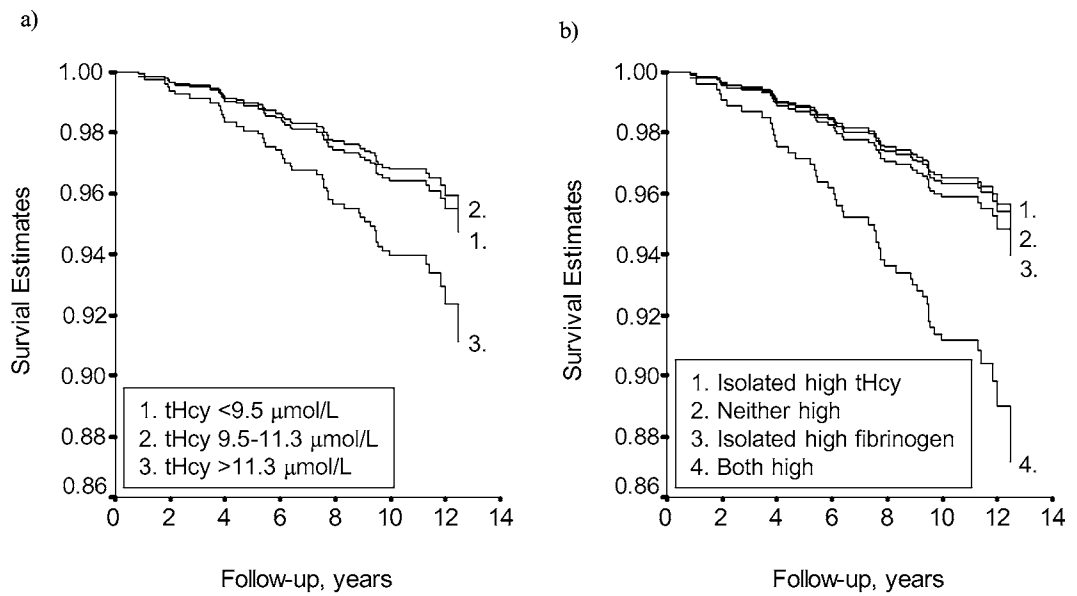 a)
Survial Estimates
1.00
0.98
0.96
0.94
0.92
0.90
0.88
0.86
2.
1.
3.
1. tHcy <9.5 μmol/L
2. tHcy 9.5-11.3 μmol/L
3. tHcy >11.3 μmol/L
0 2 4 6 8 10 12 14
Follow-up, years
b)
Survival Estimates
1.00
0.98
0.96
0.94
0.92
0.90
0.88
0.86
1.
2.
3.
4.
1. Isolated high tHcy
2. Neither high
3. Isolated high fibrinogen
4. Both high
0 2 4 6 8 10 12 14
Follow-up, years